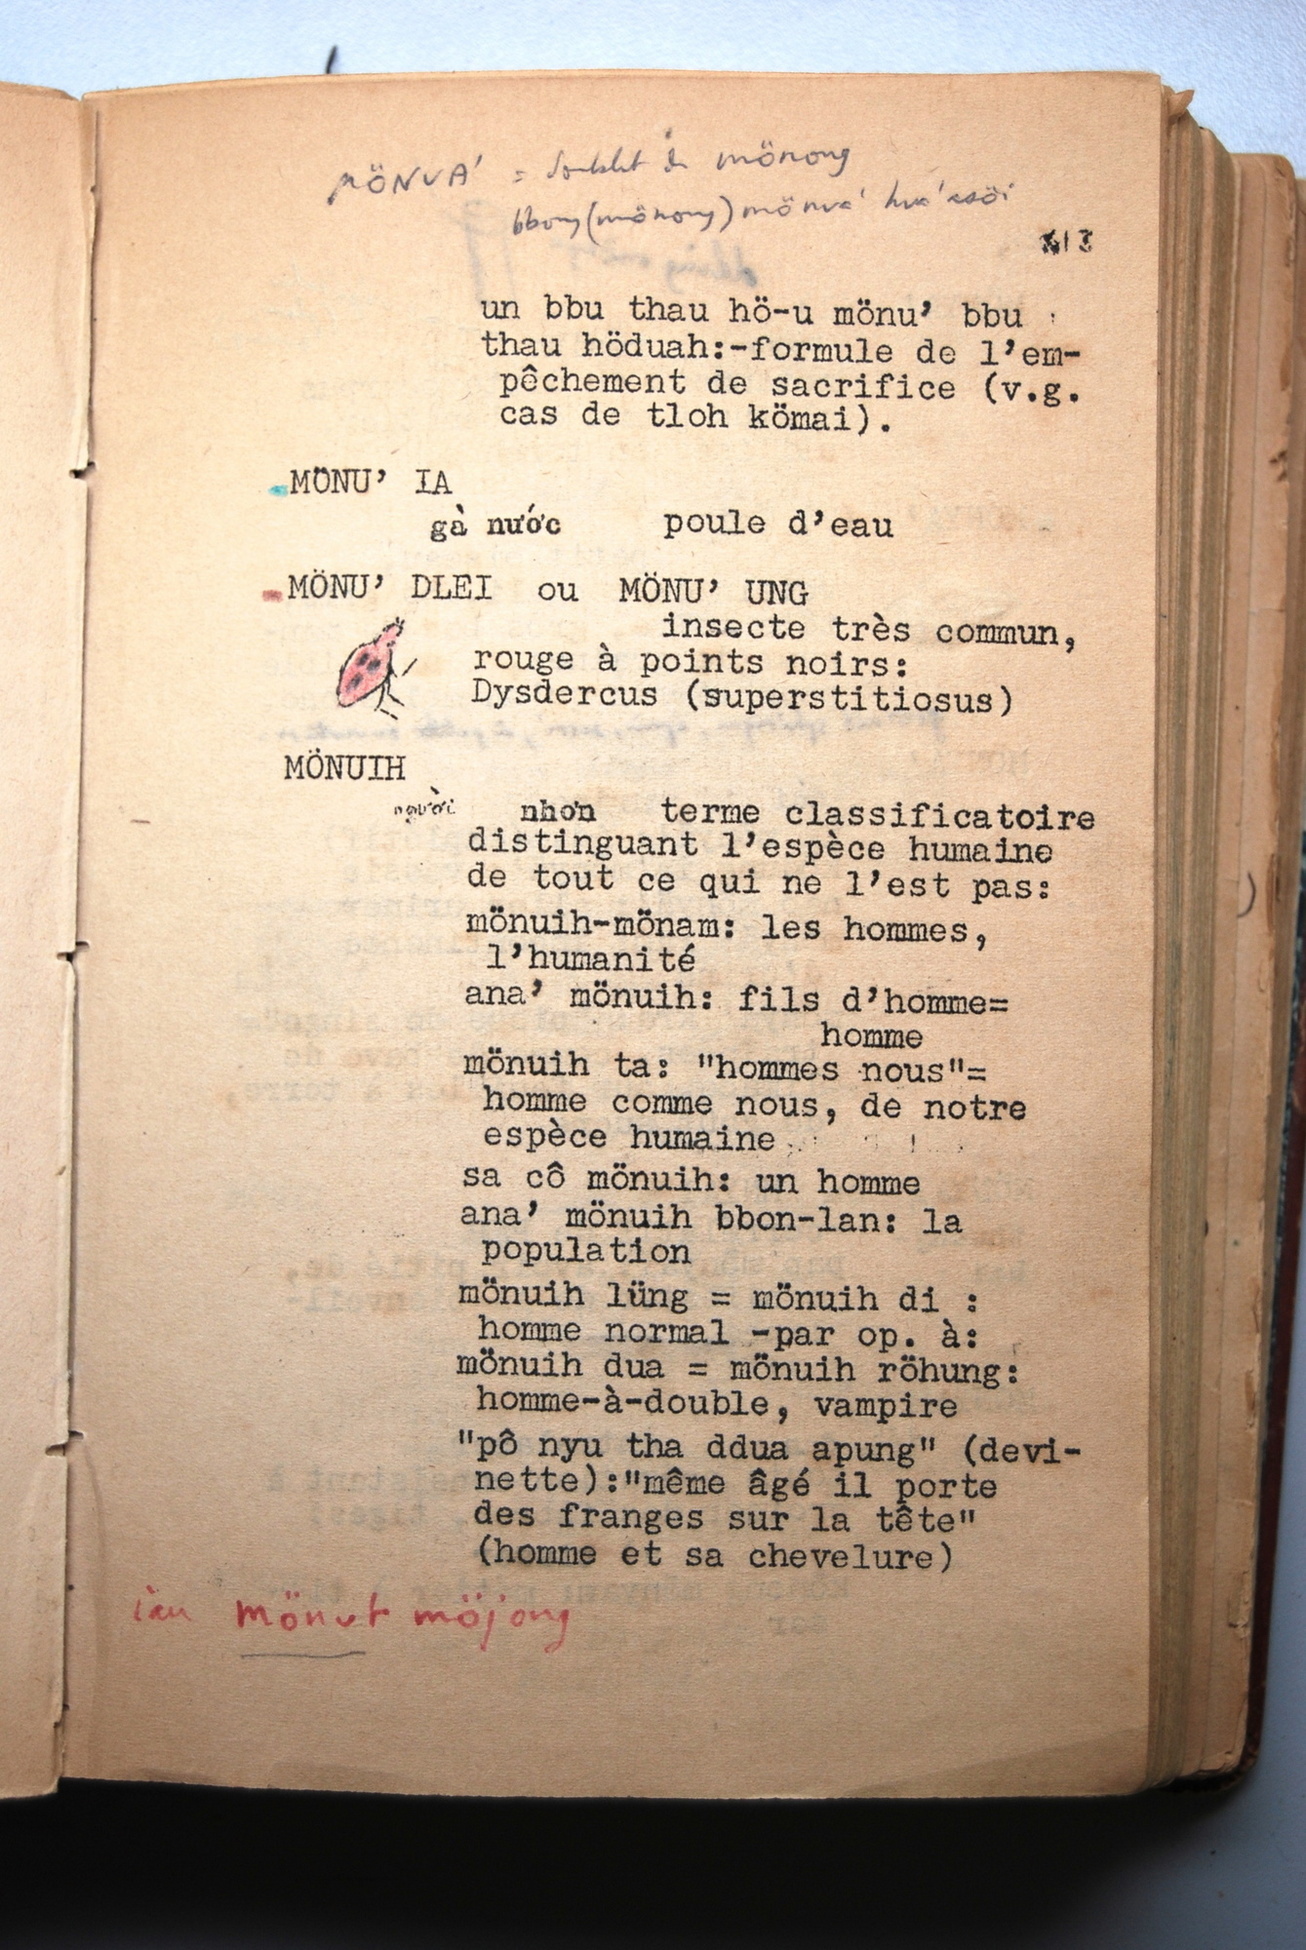 MÖNVA' = doublet de mönong
bbong (mönong) mönva' hva'
un bbu thau hö-u mönu’ bbu
thau höduah:-formule de l’em-
pêchement de sacrifice (v.g.
cas de tloh kömai).
MÖNU’ IA
gà nước poule d’eau
MÖNU’ DLEI ou MÖNU’ UNG
insecte très commun,
rouge à points noirs:
Dysdercus (superstitiosus)
MÖNUIH
người nhơn terme classificatoire
distinguant l’espèce humaine
de tout ce qui ne l’est pas:
mönuih-mönam: les hommes,
l’humanité
ana’ mönuih: fils d’homme=
homme
mönuih ta: "hommes nous"=
homme comme nous, de notre
espèce humaine
sa cô mönuih: un homme
ana’ mönuih bbon-lan: la
population
mönuih lüng = mönuih di :
homme normal -par op. à:
mönuih dua = mönuih röhung:
homme-à-double, vampire
"pô nyu tha ddua apung" (devi-
nette):"même âgé il porte
des franges sur la tête"
(homme et sa chevelure)
mönut möjong